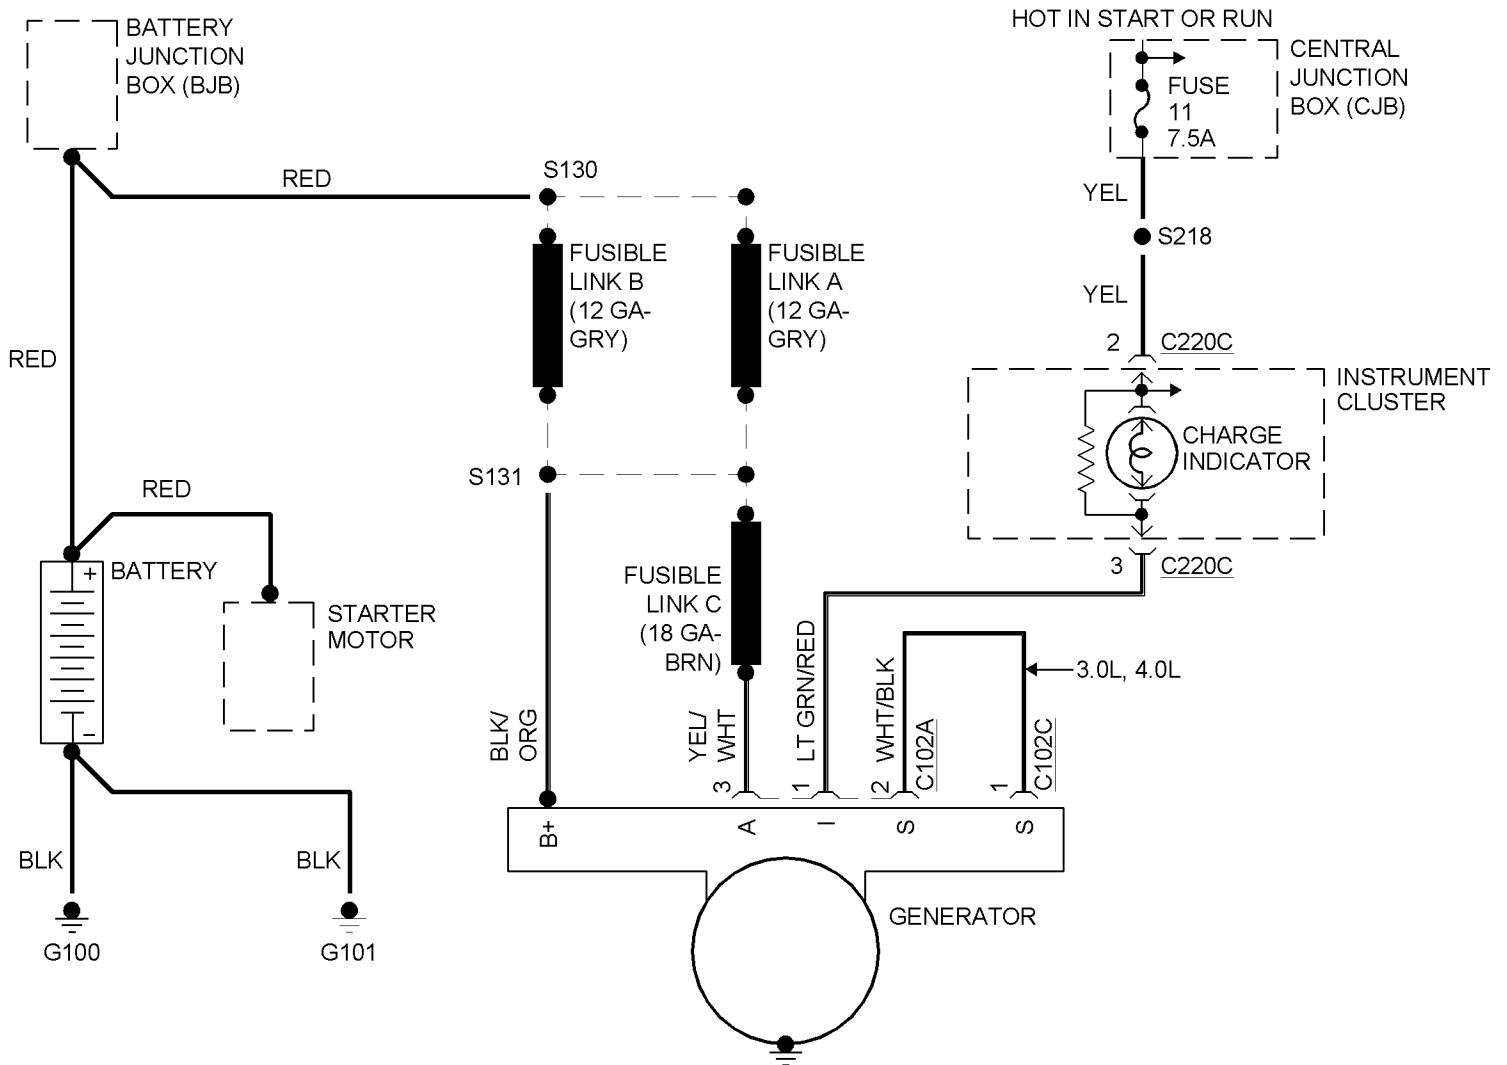 BATTERY
JUNCTION
BOX (BJB)
HOT IN START OR RUN
CENTRAL
JUNCTION
BOX (CJB)
FUSE
11
7.5A
RED
S130
YEL
S218
FUSIBLE
LINK B
(12 GA-
GRY)
FUSIBLE
LINK A
(12 GA-
GRY)
YEL
RED
2
C220C
INSTRUMENT
CLUSTER
CHARGE
INDICATOR
S131
RED
+
BATTERY
-
STARTER
MOTOR
FUSIBLE
LINK C
(18 GA-
BRN)
3
C220C
3.0L, 4.0L
BLK/
ORG
YEL/
WHT
LT GRN/RED
WHT/BLK
C102A
C102C
3
1
2
1
B+
A
I
S
S
BLK
BLK
G100
G101
GENERATOR